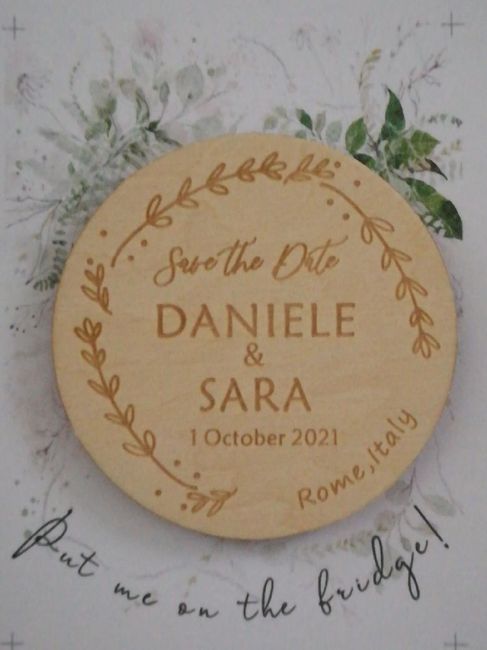 Save the Date
DANIELE
&
SARA
1 October 2021
Rome,Italy
Put me on the fridge!